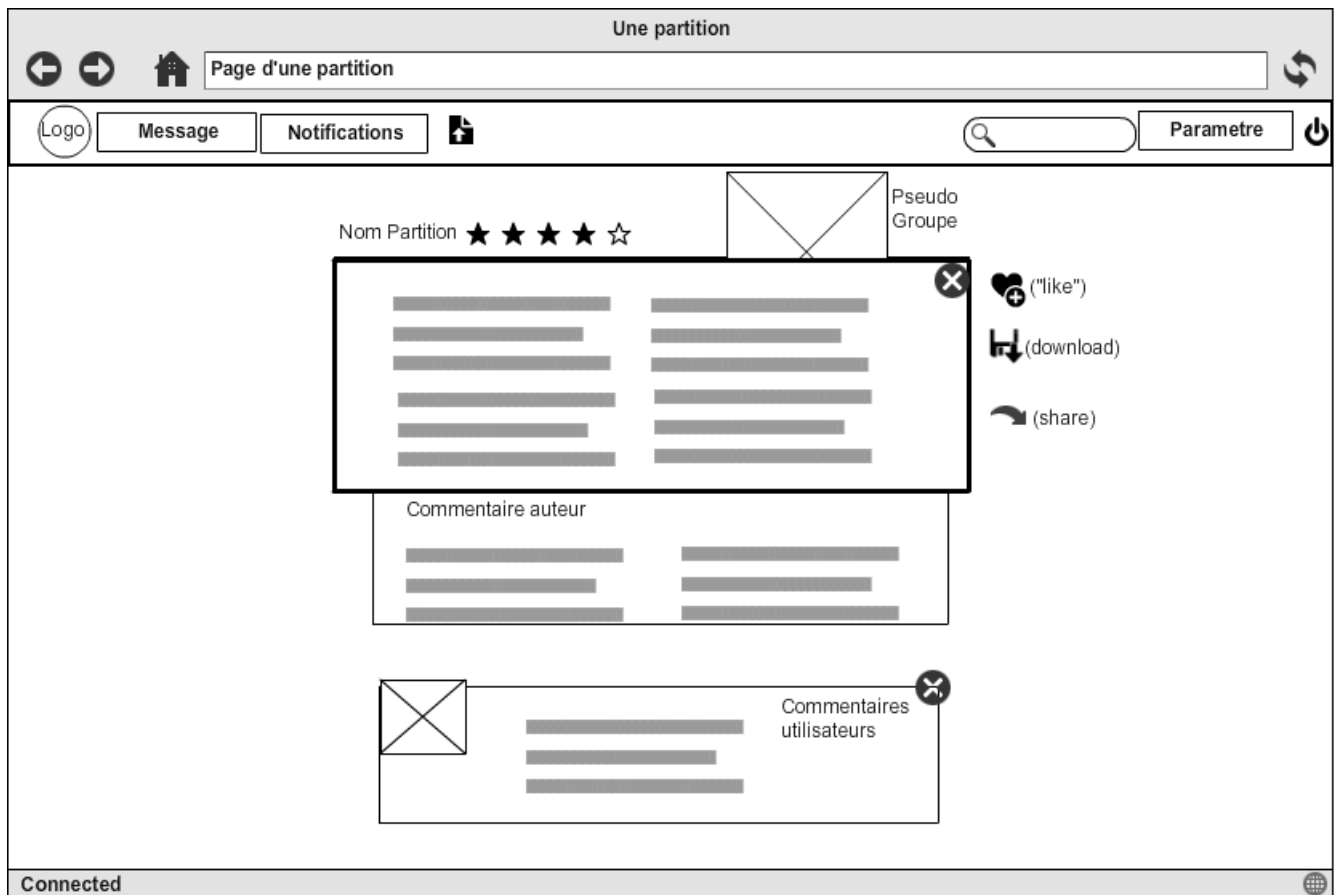 Une partition
Page d'une partition
Logo
Message
Notifications
Parametre
Pseudo
Groupe
Nom Partition
("like")
(download)
(share)
Commentaire auteur
Commentaires
utilisateurs
Connected